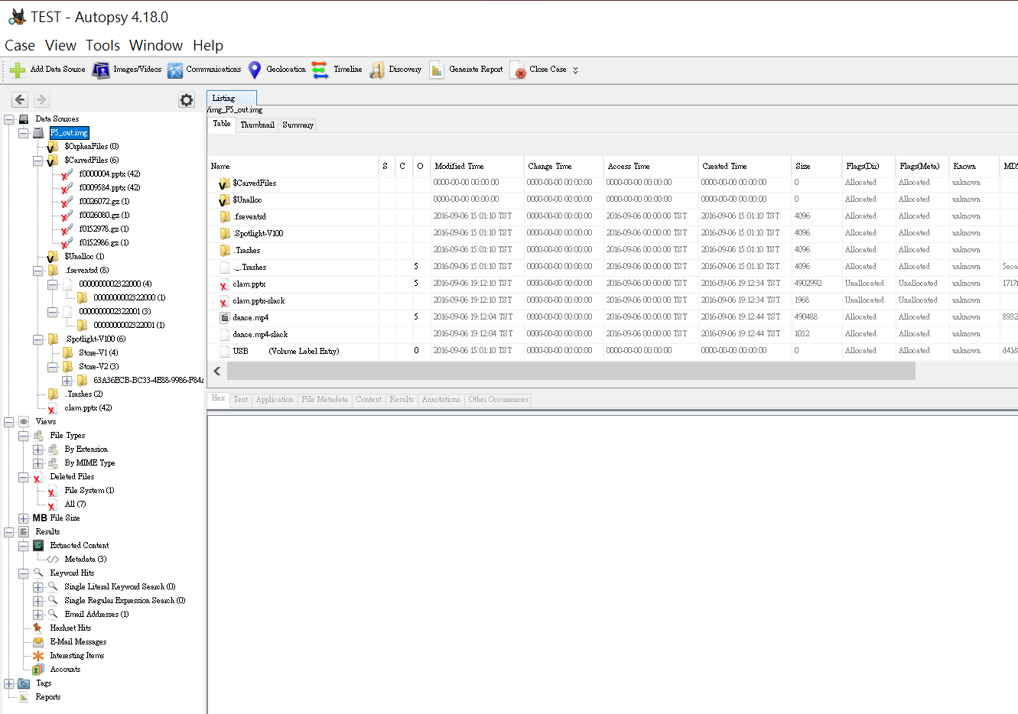 TEST - Autopsy 4.18.0
Case View Tools Window Help
Add Data Source Images/Videos Communications Geolocation Timeline Discovery Generate Report Close Case
Listing
/img_F5_out.img
Table Thumbnail Summary
Name S C O Modified Time Change Time Access Time Created Time Size Flags(Dir) Flags(Meta) Known MD5
$CarvedFiles 0000-00-00 00:00:00 0000-00-00 00:00:00 0000-00-00 00:00:00 0000-00-00 00:00:00 0 Allocated Allocated unknown
$Unalloc 0000-00-00 00:00:00 0000-00-00 00:00:00 0000-00-00 00:00:00 0000-00-00 00:00:00 0 Allocated Allocated unknown
.fseventsd 2016-09-06 15:01:10 TST 0000-00-00 00:00:00 2016-09-06 00:00:00 TST 2016-09-06 15:01:10 TST 4096 Allocated Allocated unknown
.Spotlight-V100 2016-09-06 15:01:10 TST 0000-00-00 00:00:00 2016-09-06 00:00:00 TST 2016-09-06 15:01:10 TST 4096 Allocated Allocated unknown
.Trashes 2016-09-06 15:01:10 TST 0000-00-00 00:00:00 2016-09-06 00:00:00 TST 2016-09-06 15:01:10 TST 4096 Allocated Allocated unknown
._.Trashes 5 2016-09-06 15:01:10 TST 0000-00-00 00:00:00 2016-09-06 00:00:00 TST 2016-09-06 15:01:10 TST 4096 Allocated Allocated unknown 5eca
clam.pptx 5 2016-09-06 19:12:10 TST 0000-00-00 00:00:00 2016-09-06 00:00:00 TST 2016-09-06 19:12:34 TST 4902992 Unallocated Unallocated unknown 1717f
clam.pptx-slack 2016-09-06 19:12:10 TST 0000-00-00 00:00:00 2016-09-06 00:00:00 TST 2016-09-06 19:12:34 TST 1968 Unallocated Unallocated unknown
dance.mp4 5 2016-09-06 19:12:04 TST 0000-00-00 00:00:00 2016-09-06 00:00:00 TST 2016-09-06 19:12:44 TST 490488 Allocated Allocated unknown 8932
dance.mp4-slack 2016-09-06 19:12:04 TST 0000-00-00 00:00:00 2016-09-06 00:00:00 TST 2016-09-06 19:12:44 TST 1032 Allocated Allocated unknown
USB (Volume Label Entry) 0 2016-09-06 15:01:10 TST 0000-00-00 00:00:00 0000-00-00 00:00:00 0000-00-00 00:00:00 0 Allocated Allocated unknown d41d8
Hex Text Application File Metadata Context Results Annotations Other Occurrences
Data Sources
F5_out.img
$OrphanFiles (0)
$CarvedFiles (6)
f0000004.pptx (42)
f0009584.pptx (42)
f0026072.gz (1)
f0026080.gz (1)
f0152978.gz (1)
f0152986.gz (1)
$Unalloc (1)
.fseventsd (8)
0000000002322000 (4)
0000000002322000 (1)
0000000002322001 (3)
0000000002322001 (1)
.Spotlight-V100 (6)
Store-V1 (4)
Store-V2 (3)
63A36ECB-BC33-4E88-9986-F84A
.Trashes (2)
clam.pptx (42)
Views
File Types
By Extension
By MIME Type
Deleted Files
File System (1)
All (7)
MB File Size
Results
Extracted Content
Metadata (3)
Keyword Hits
Single Literal Keyword Search (0)
Single Regular Expression Search (0)
Email Addresses (1)
Hashset Hits
E-Mail Messages
Interesting Items
Accounts
Tags
Reports